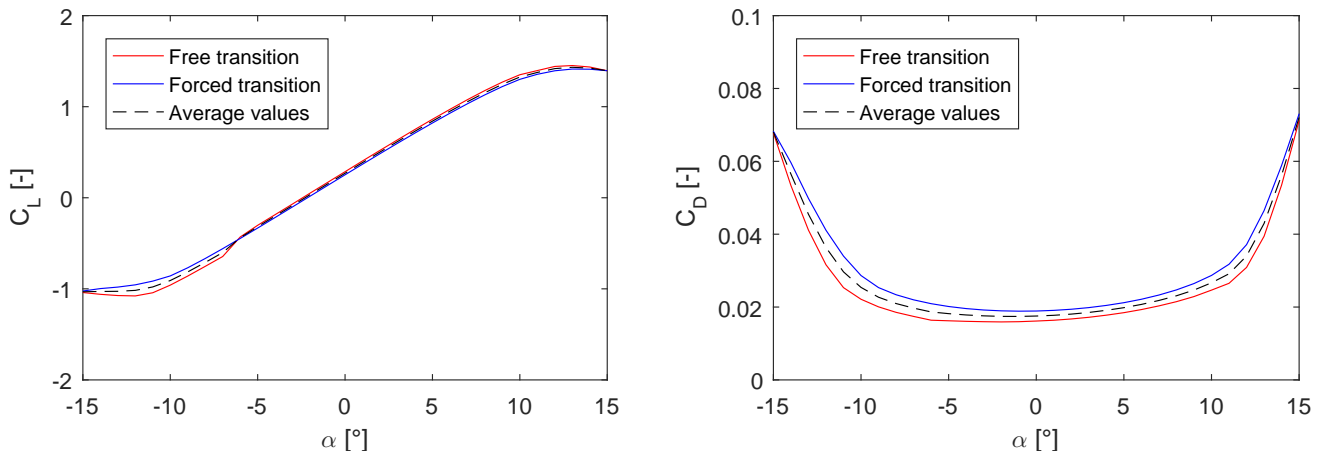 2
1
0
-1
-2
C_L [-]
Free transition
Forced transition
Average values
-15
-10
-5
0
5
10
15
α [°]
0.1
0.08
0.06
0.04
0.02
0
C_D [-]
Free transition
Forced transition
Average values
-15
-10
-5
0
5
10
15
α [°]